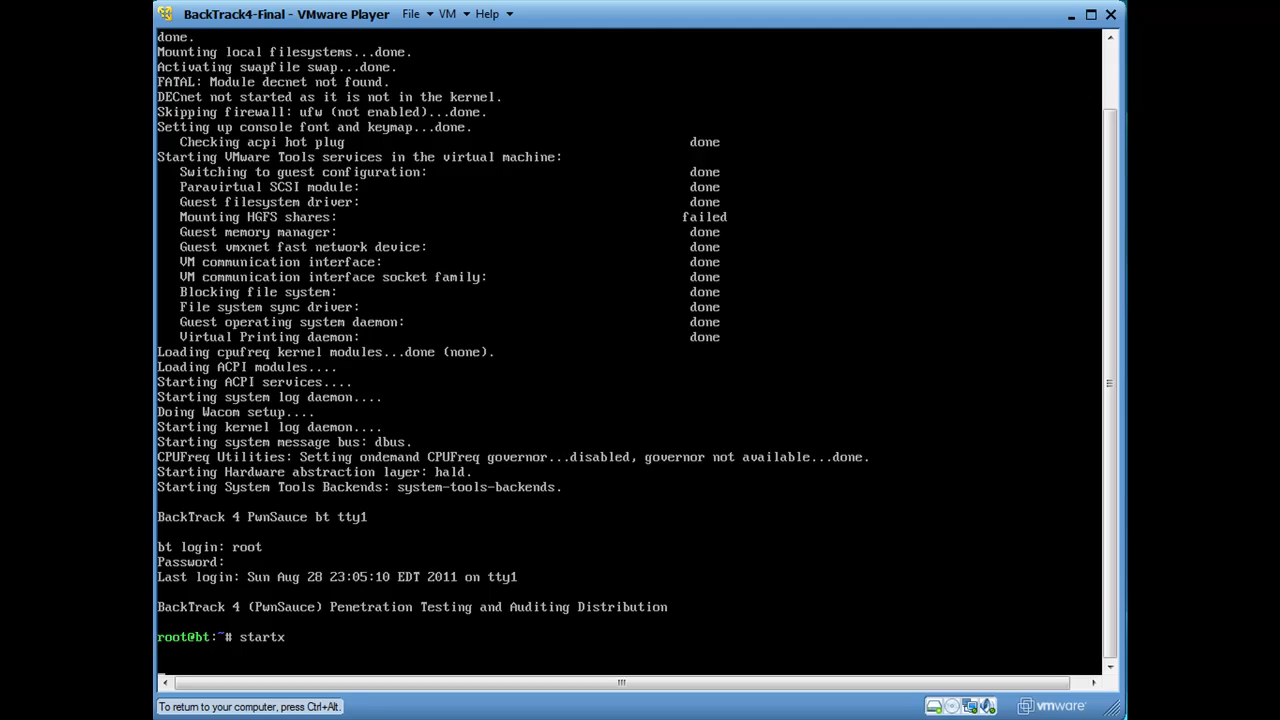 BackTrack4-Final - VMware Player File VM Help
done.
Mounting local filesystems...done.
Activating swapfile swap...done.
FATAL: Module decnet not found.
DECnet not started as it is not in the kernel.
Skipping firewall: ufw (not enabled)...done.
Setting up console font and keymap...done.
Checking acpi hot plug done
Starting VMware Tools services in the virtual machine:
Switching to guest configuration: done
Paravirtual SCSI module: done
Guest filesystem driver: done
Mounting HGFS shares: failed
Guest memory manager: done
Guest vmxnet fast network device: done
VM communication interface: done
VM communication interface socket family: done
Blocking file system: done
File system sync driver: done
Guest operating system daemon: done
Virtual Printing daemon: done
Loading cpufreq kernel modules...done (none).
Loading ACPI modules....
Starting ACPI services....
Starting system log daemon....
Doing Wacom setup....
Starting kernel log daemon....
Starting system message bus: dbus.
CPUFreq Utilities: Setting ondemand CPUFreq governor...disabled, governor not available...done.
Starting Hardware abstraction layer: hald.
Starting System Tools Backends: system-tools-backends.
BackTrack 4 PwnSauce bt tty1
bt login: root
Password:
Last login: Sun Aug 28 23:05:10 EDT 2011 on tty1
BackTrack 4 (PwnSauce) Penetration Testing and Auditing Distribution
root@bt:~# startx
To return to your computer, press Ctrl+Alt.
vmware